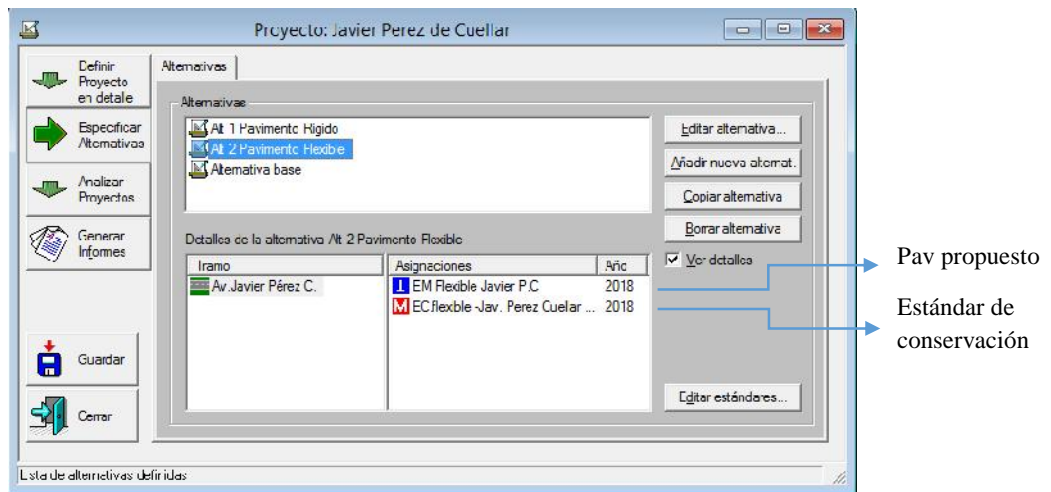 Proyecto: Javier Perez de Cuellar
Definir
Proyecto
en detalle
Especificar
Alternativas
Analizar
Proyectos
Generar
Informes
Guardar
Cerrar
Alternativas
Alternativas
Alt 1 Pavimento Rigido
Alt 2 Pavimento Flexible
Alternativa base
Editar alternativa...
Añadir nueva alternat.
Copiar alternativa
Borrar alternativa
Ver detalles
Detalles de la alternativa Alt 2 Pavimento Flexible
Tramo
Asignaciones
Año
Av.Javier Pérez C.
EM Flexible Javier P.C
2018
EC.flexble -Jav. Perez Cuellar ...
2018
Editar estándares...
Lista de alternativas definidas
Pav propuesto
Estándar de
conservación